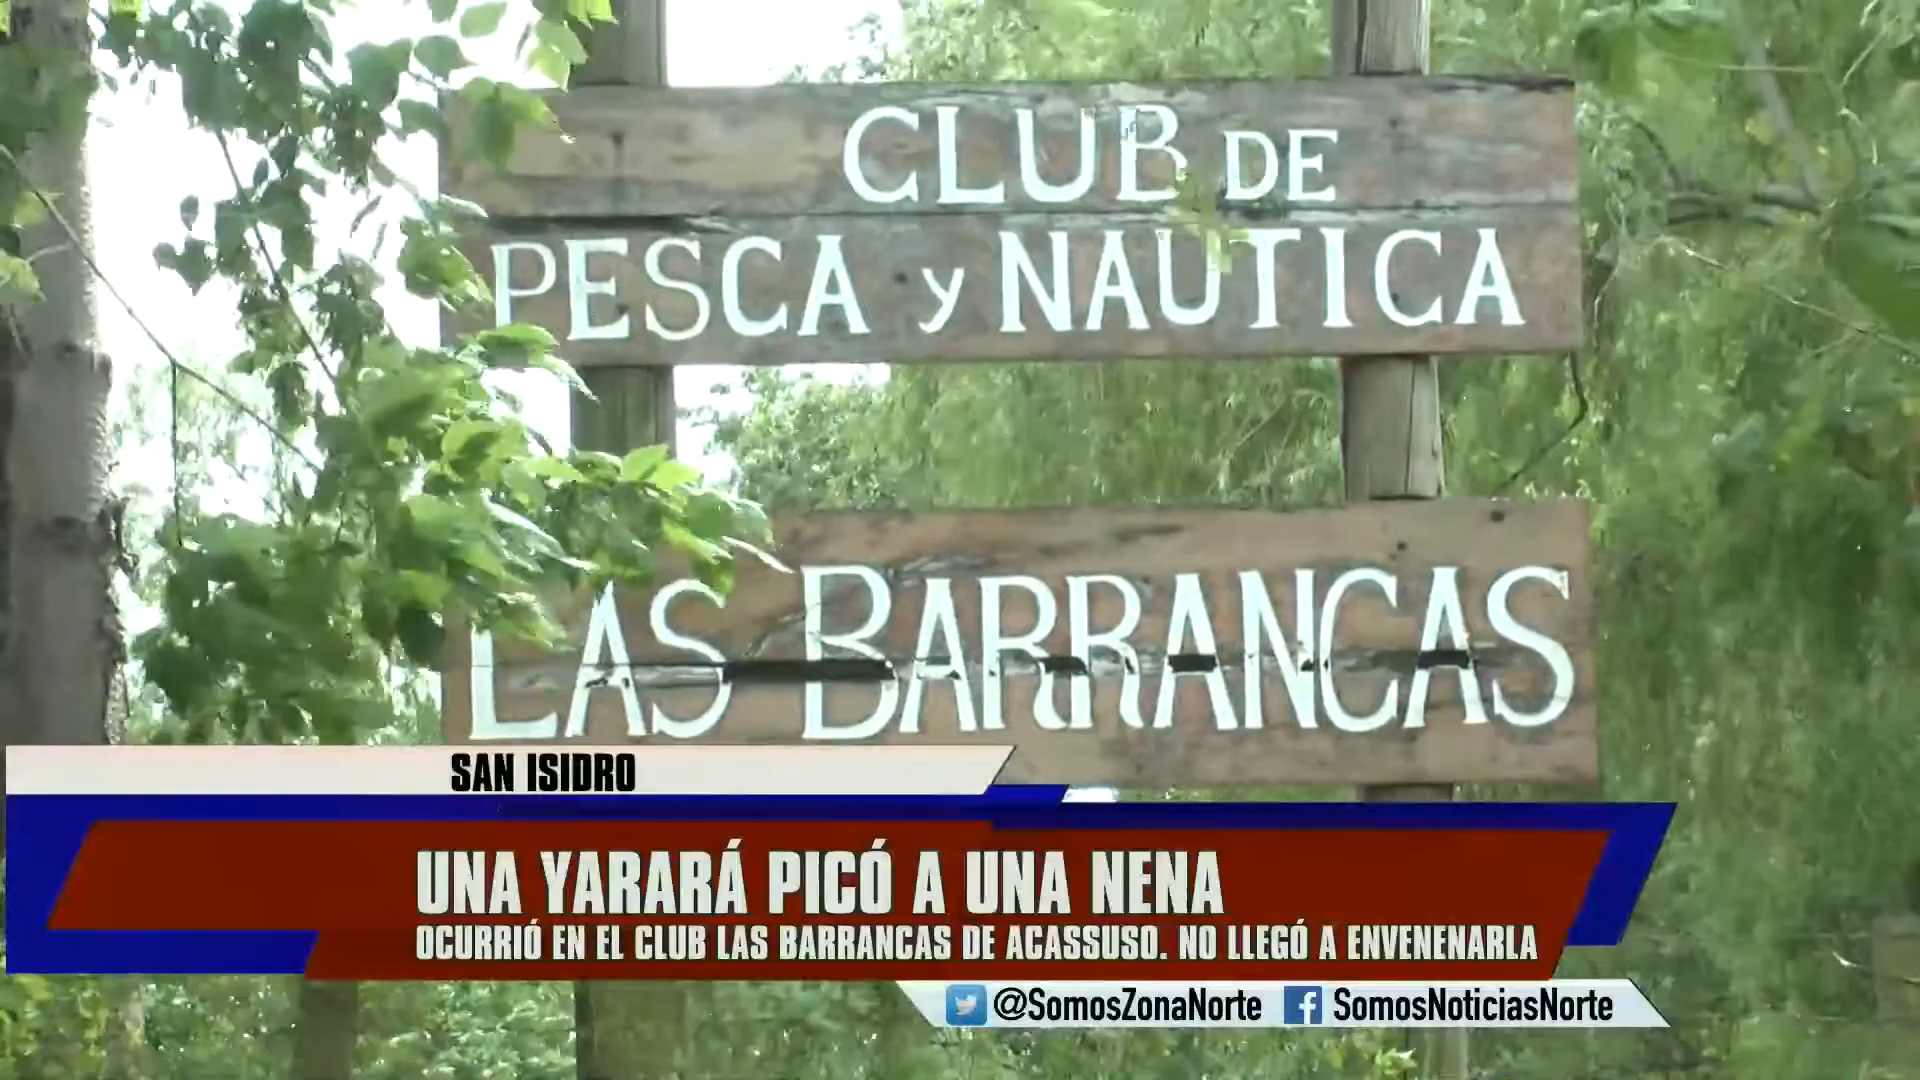 CLUB DE
PESCA y NAUTICA
LAS BARRANCAS
SAN ISIDRO
UNA YARARÁ PICÓ A UNA NENA
OCURRIÓ EN EL CLUB LAS BARRANCAS DE ACASSUSO. NO LLEGÓ A ENVENENARLA
@SomosZonaNorte SomosNoticiasNorte